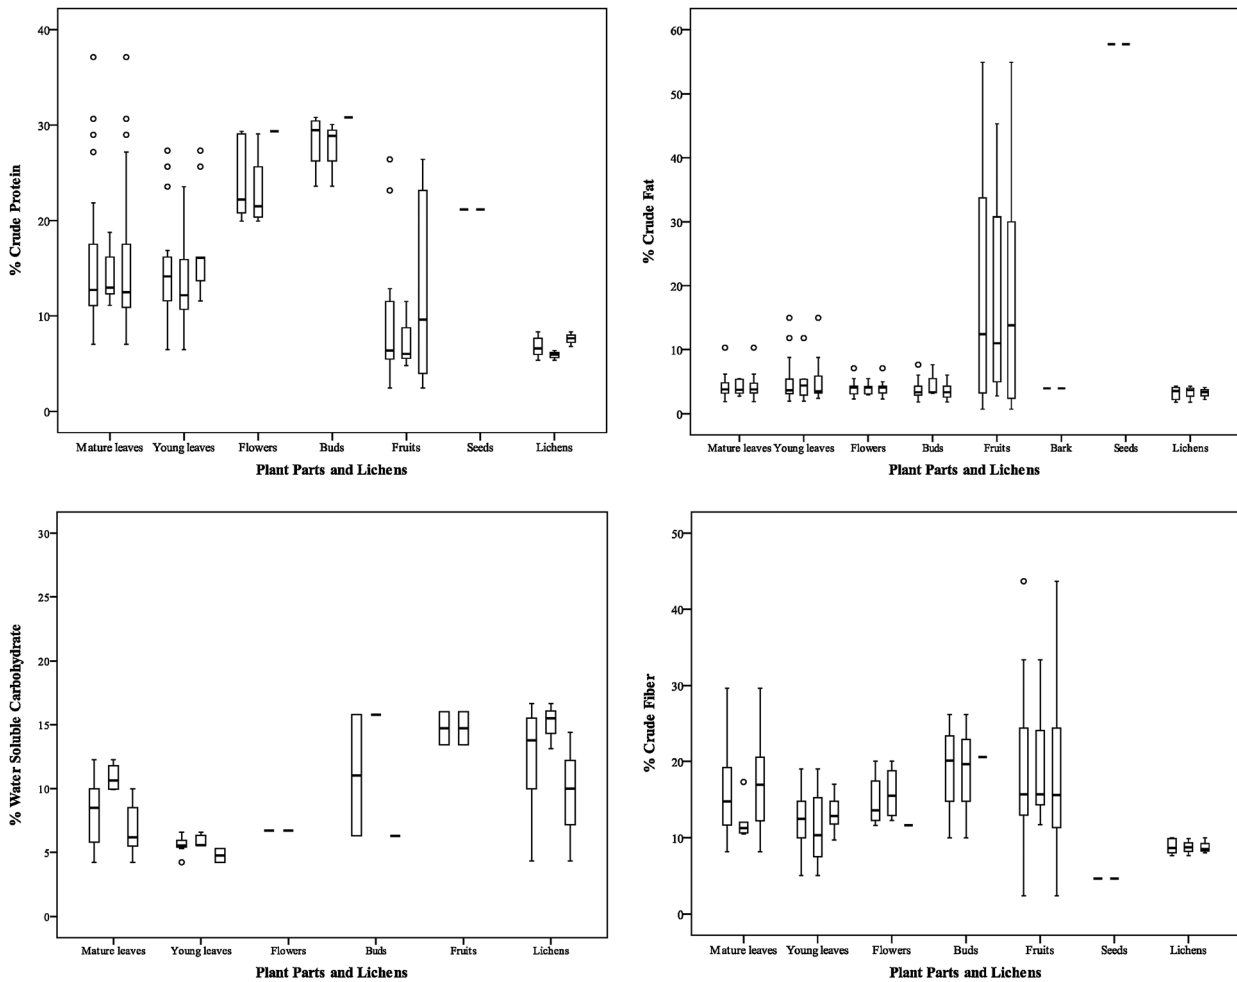 % Crude Protein
40
30
20
10
0
Mature leaves Young leaves Flowers Buds Fruits Seeds Lichens
Plant Parts and Lichens
% Crude Fat
60
50
40
30
20
10
0
Mature leaves Young leaves Flowers Buds Fruits Bark Seeds Lichens
Plant Parts and Lichens
% Water Soluble Carbohydrate
30
25
20
15
10
5
0
Mature leaves Young leaves Flowers Buds Fruits Lichens
Plant Parts and Lichens
% Crude Fiber
50
40
30
20
10
0
Mature leaves Young leaves Flowers Buds Fruits Seeds Lichens
Plant Parts and Lichens